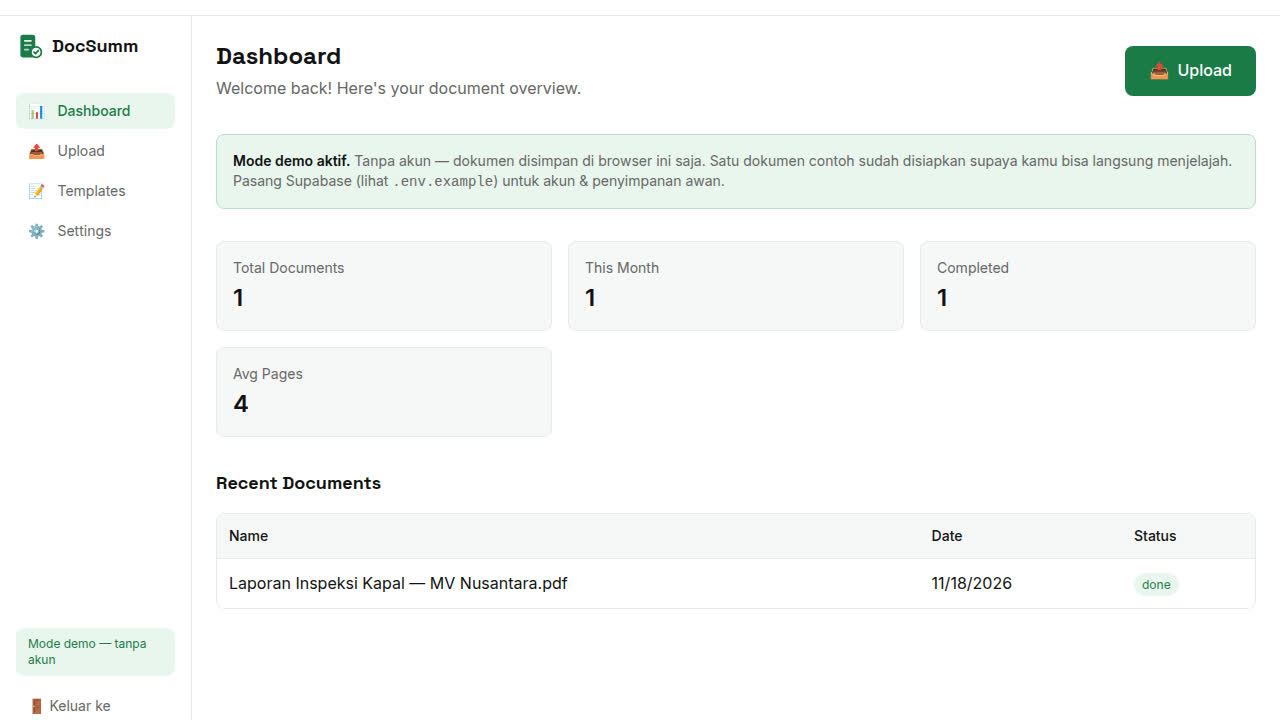 DocSumm
Dashboard
Upload
Templates
Settings
Mode demo — tanpa
akun
Keluar ke
Dashboard
Welcome back! Here's your document overview.
Upload
Mode demo aktif. Tanpa akun — dokumen disimpan di browser ini saja. Satu dokumen contoh sudah disiapkan supaya kamu bisa langsung menjelajah.
Pasang Supabase (lihat .env.example) untuk akun & penyimpanan awan.
Total Documents
1
This Month
1
Completed
1
Avg Pages
4
Recent Documents
Name Date Status
Laporan Inspeksi Kapal — MV Nusantara.pdf 11/18/2026 done